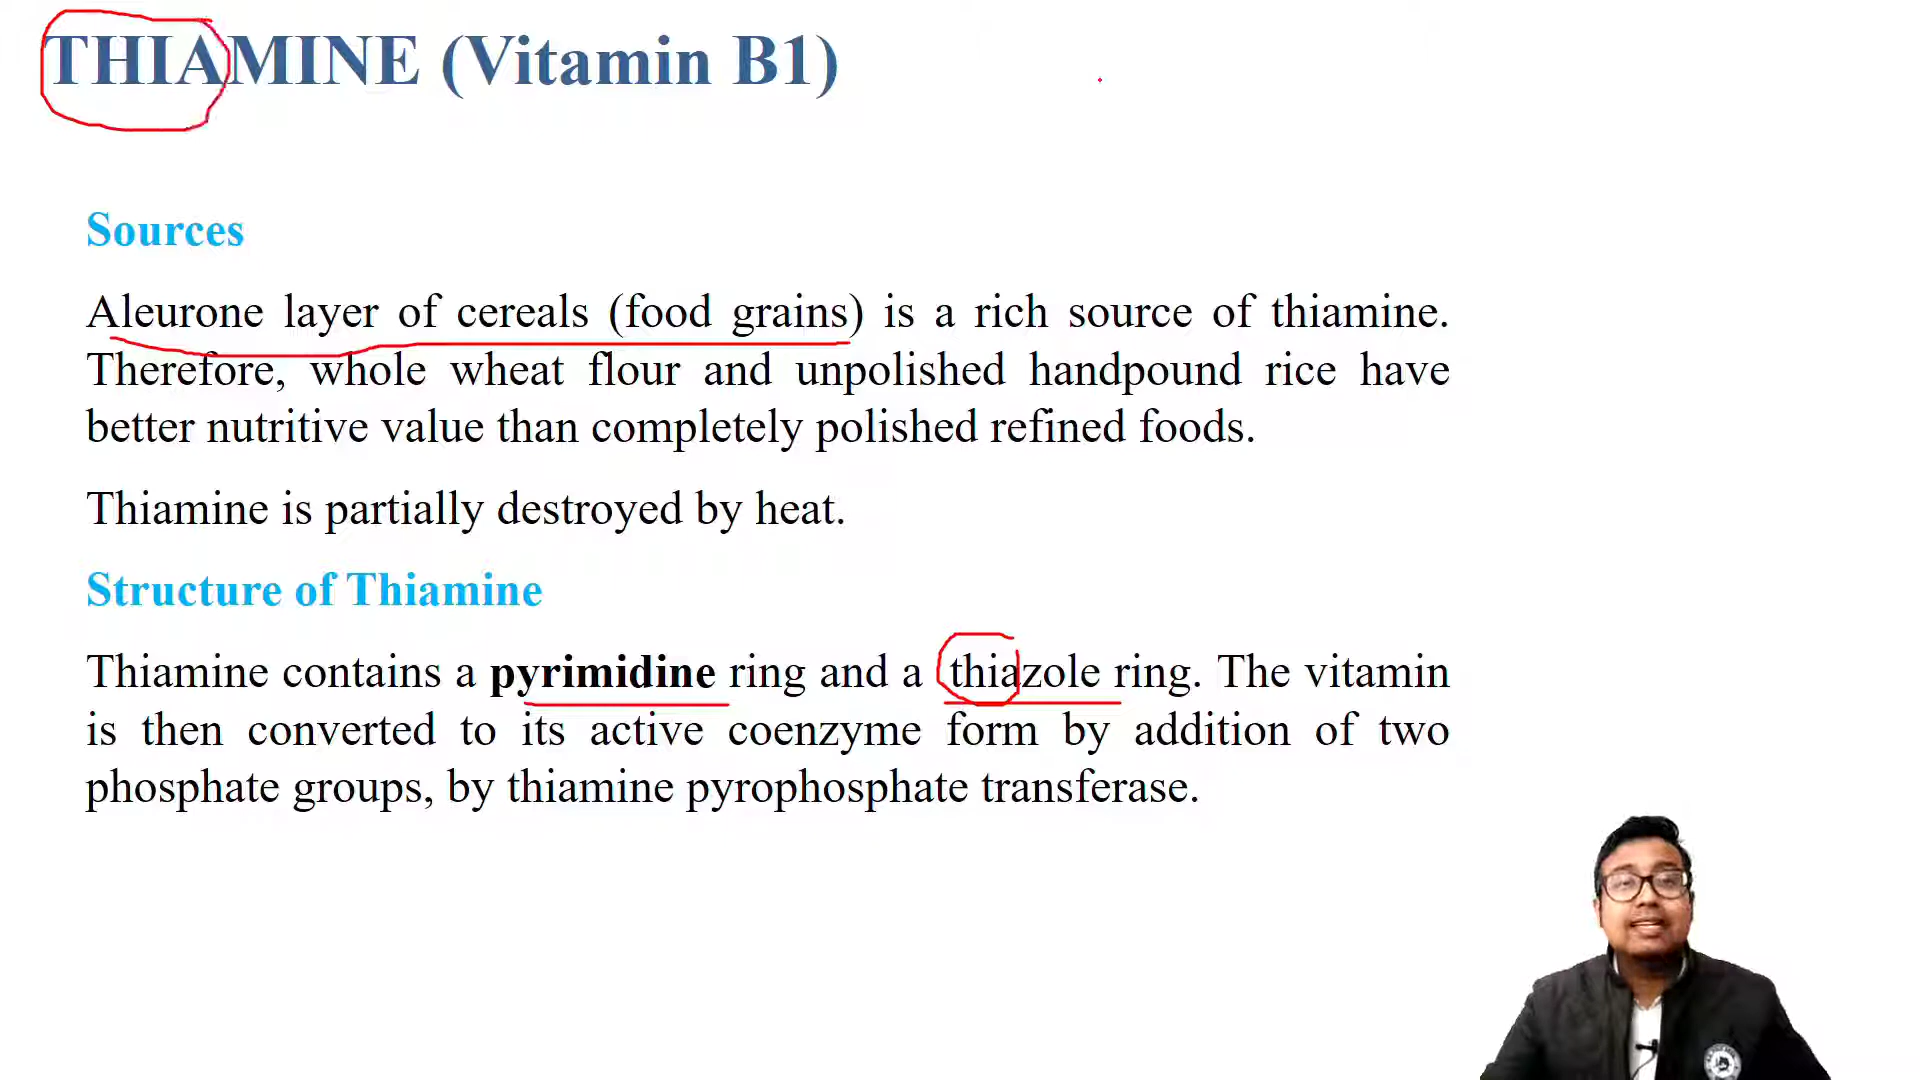 THIAMINE (Vitamin B1)
Sources
Aleurone layer of cereals (food grains) is a rich source of thiamine.
Therefore, whole wheat flour and unpolished handpound rice have
better nutritive value than completely polished refined foods.
Thiamine is partially destroyed by heat.
Structure of Thiamine
Thiamine contains a pyrimidine ring and a thiazole ring. The vitamin
is then converted to its active coenzyme form by addition of two
phosphate groups, by thiamine pyrophosphate transferase.